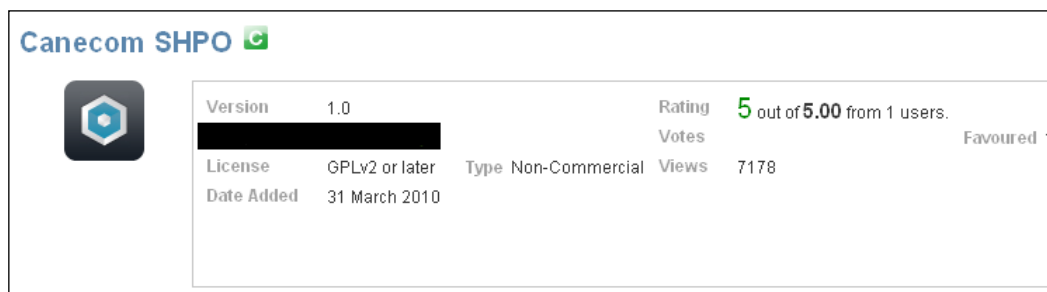 Canecom SHPO C
Version 1.0 Rating 5 out of 5.00 from 1 users.
Votes Favoured
License GPLv2 or later Type Non-Commercial Views 7178
Date Added 31 March 2010